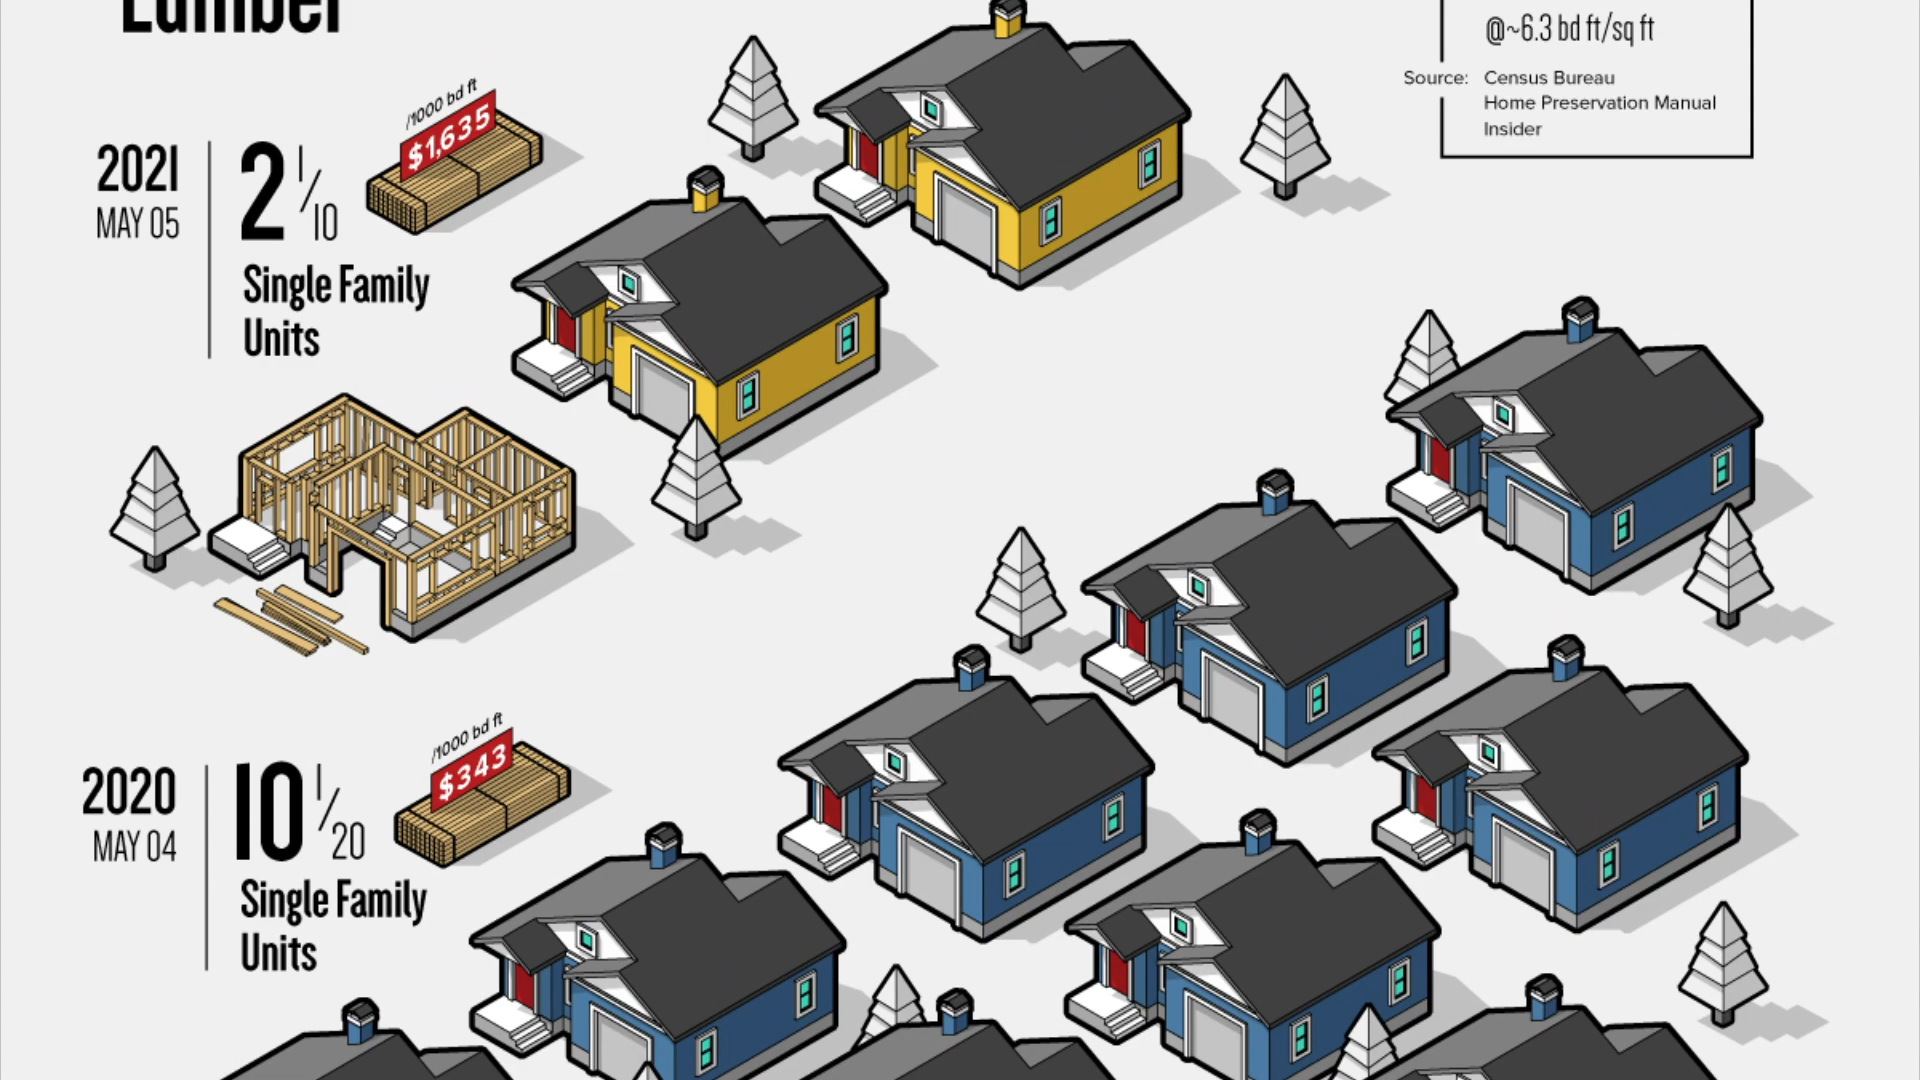 Lumber
@~6.3 bd ft/sq ft
Source: Census Bureau
Home Preservation Manual
Insider
/1000 bd ft
$1,635
2021
MAY 05
2 1/10
Single Family
Units
/1000 bd ft
$343
2020
MAY 04
10 1/20
Single Family
Units